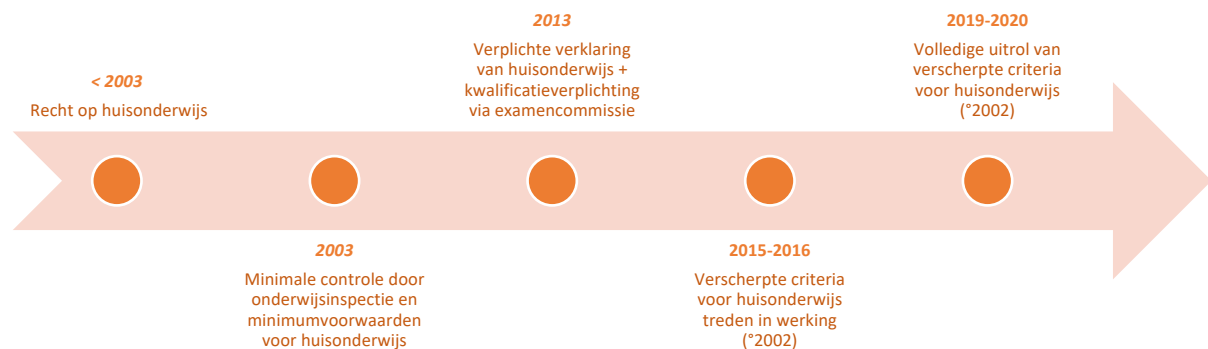 < 2003
Recht op huisonderwijs
2003
Minimale controle door
onderwijsinspectie en
minimumvoorwaarden
voor huisonderwijs
2013
Verplichte verklaring
van huisonderwijs +
kwalificatieverplichting
via examencommissie
2015-2016
Verscherpte criteria
voor huisonderwijs
treden in werking
(°2002)
2019-2020
Volledige uitrol van
verscherpte criteria
voor huisonderwijs
(°2002)